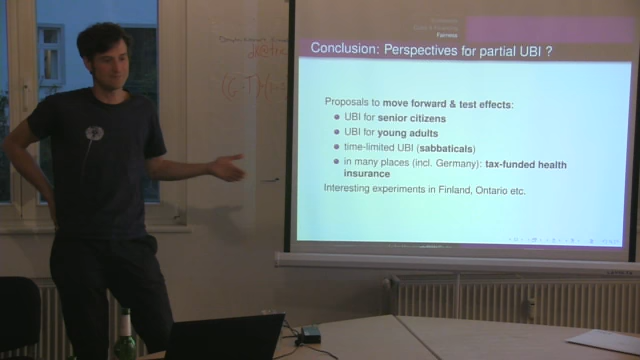 Fairness
Conclusion: Perspectives for partial UBI ?
Proposals to move forward & test effects:
UBI for senior citizens
UBI for young adults
time-limited UBI (sabbaticals)
in many places (incl. Germany): tax-funded health
insurance
Interesting experiments in Finland, Ontario etc.